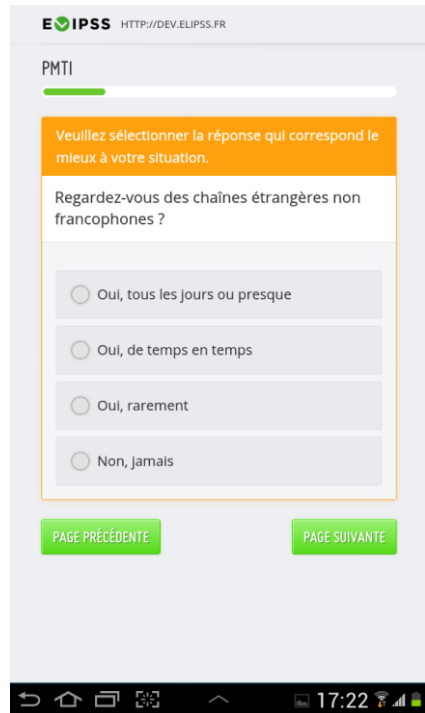 ELIPSS HTTP://DEV.ELIPSS.FR
PMTI
Veuillez sélectionner la réponse qui correspond le
mieux à votre situation.
Regardez-vous des chaînes étrangères non
francophones ?
Oui, tous les jours ou presque
Oui, de temps en temps
Oui, rarement
Non, jamais
PAGE PRÉCÉDENTE PAGE SUIVANTE
17:22